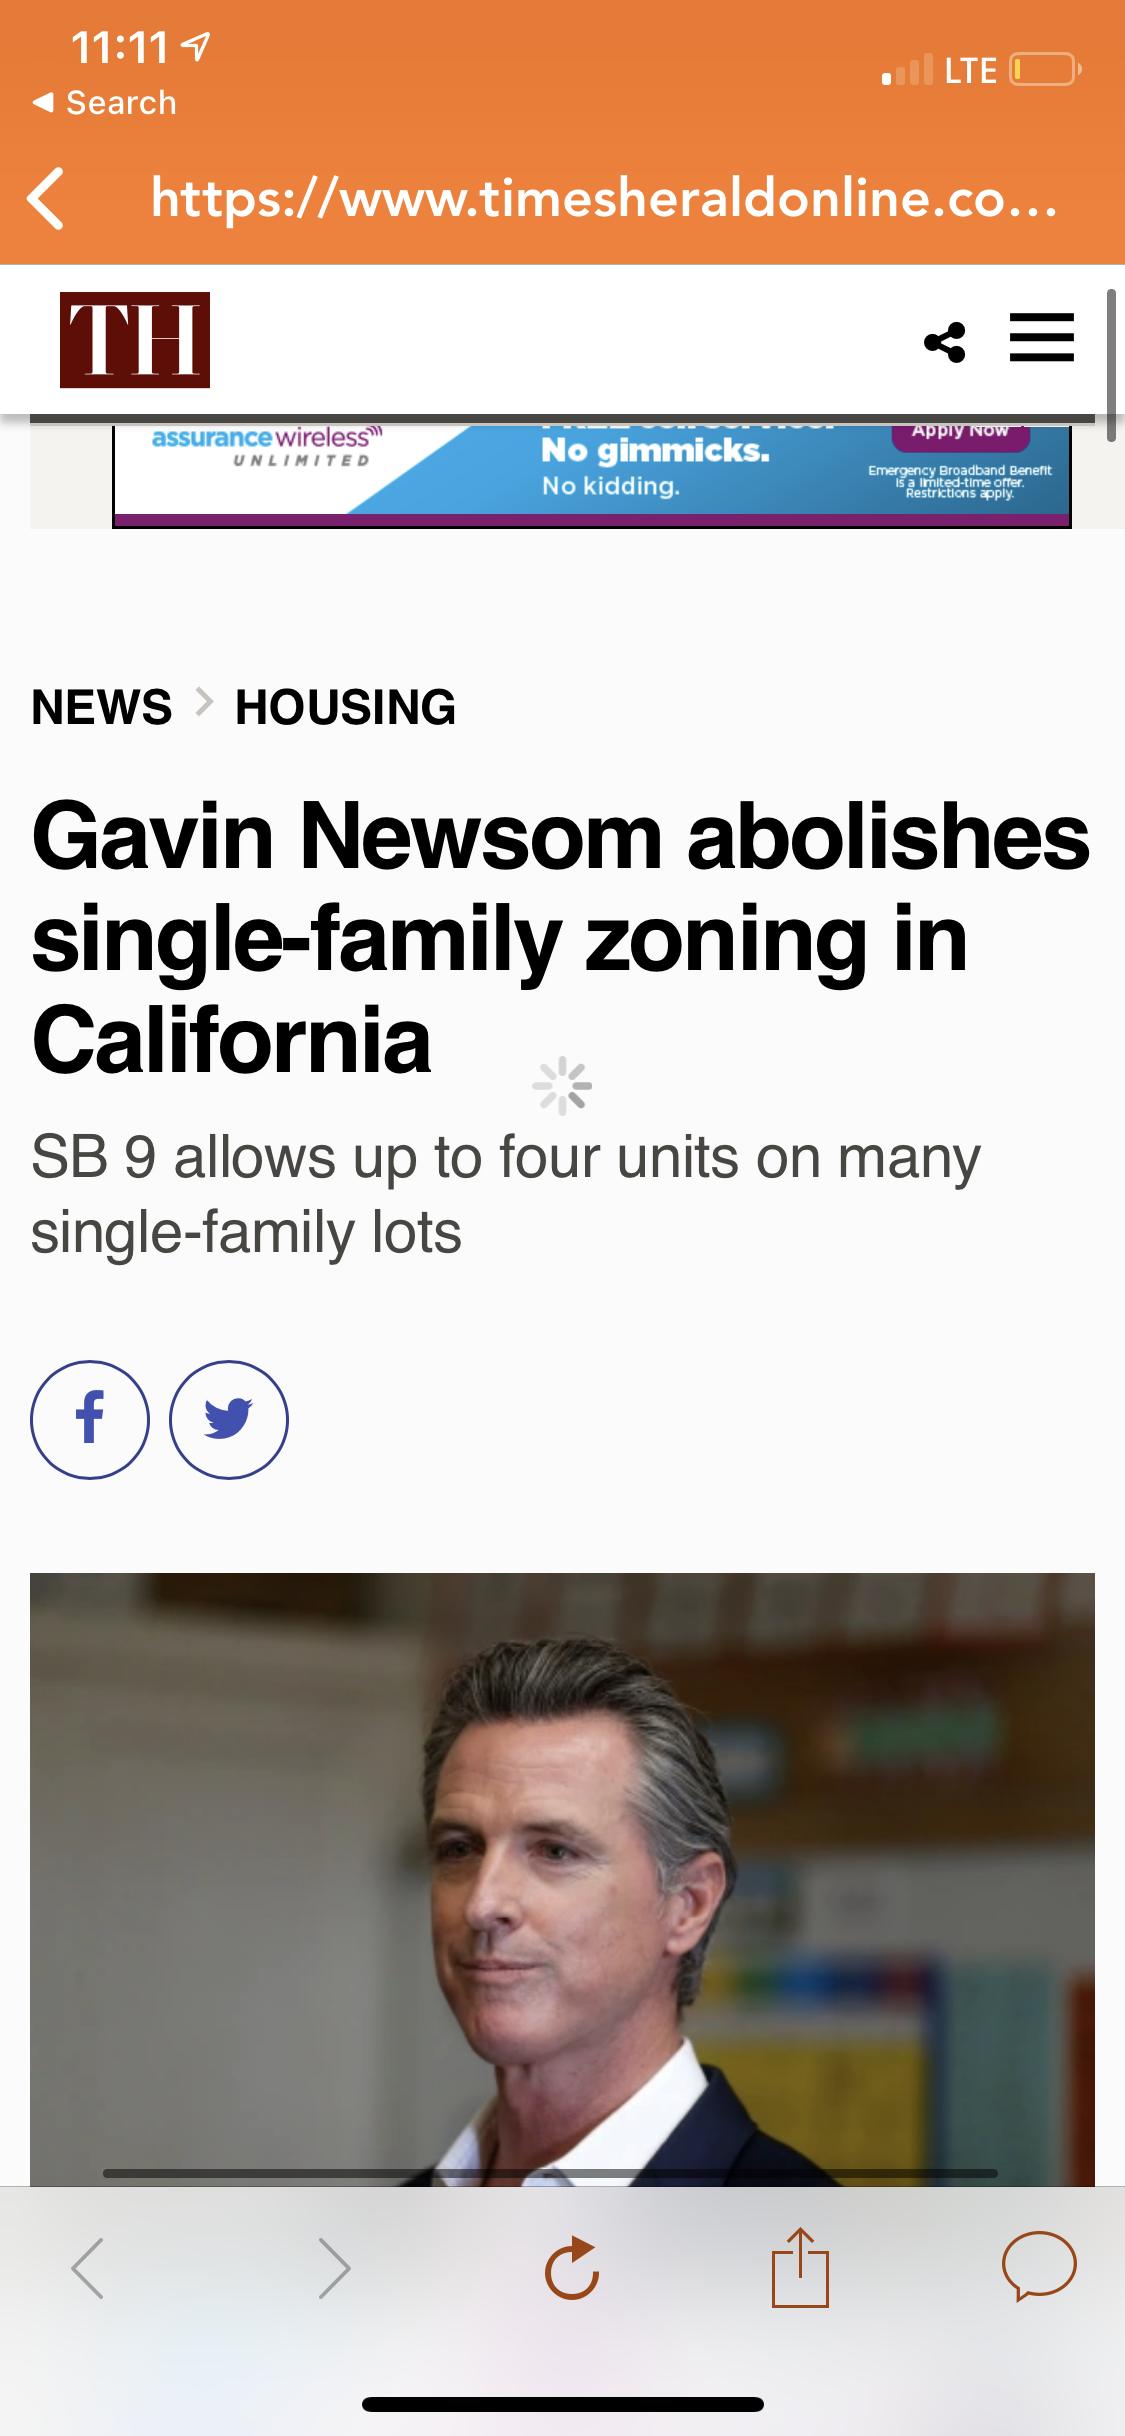 11:11
Search
LTE
https://www.timesheraldonline.co...
TH
assurance wireless
UNLIMITED
No gimmicks.
No kidding.
Apply Now
Emergency Broadband Benefit
is a limited-time offer.
Restrictions apply.
NEWS > HOUSING
Gavin Newsom abolishes
single-family zoning in
California
SB 9 allows up to four units on many
single-family lots